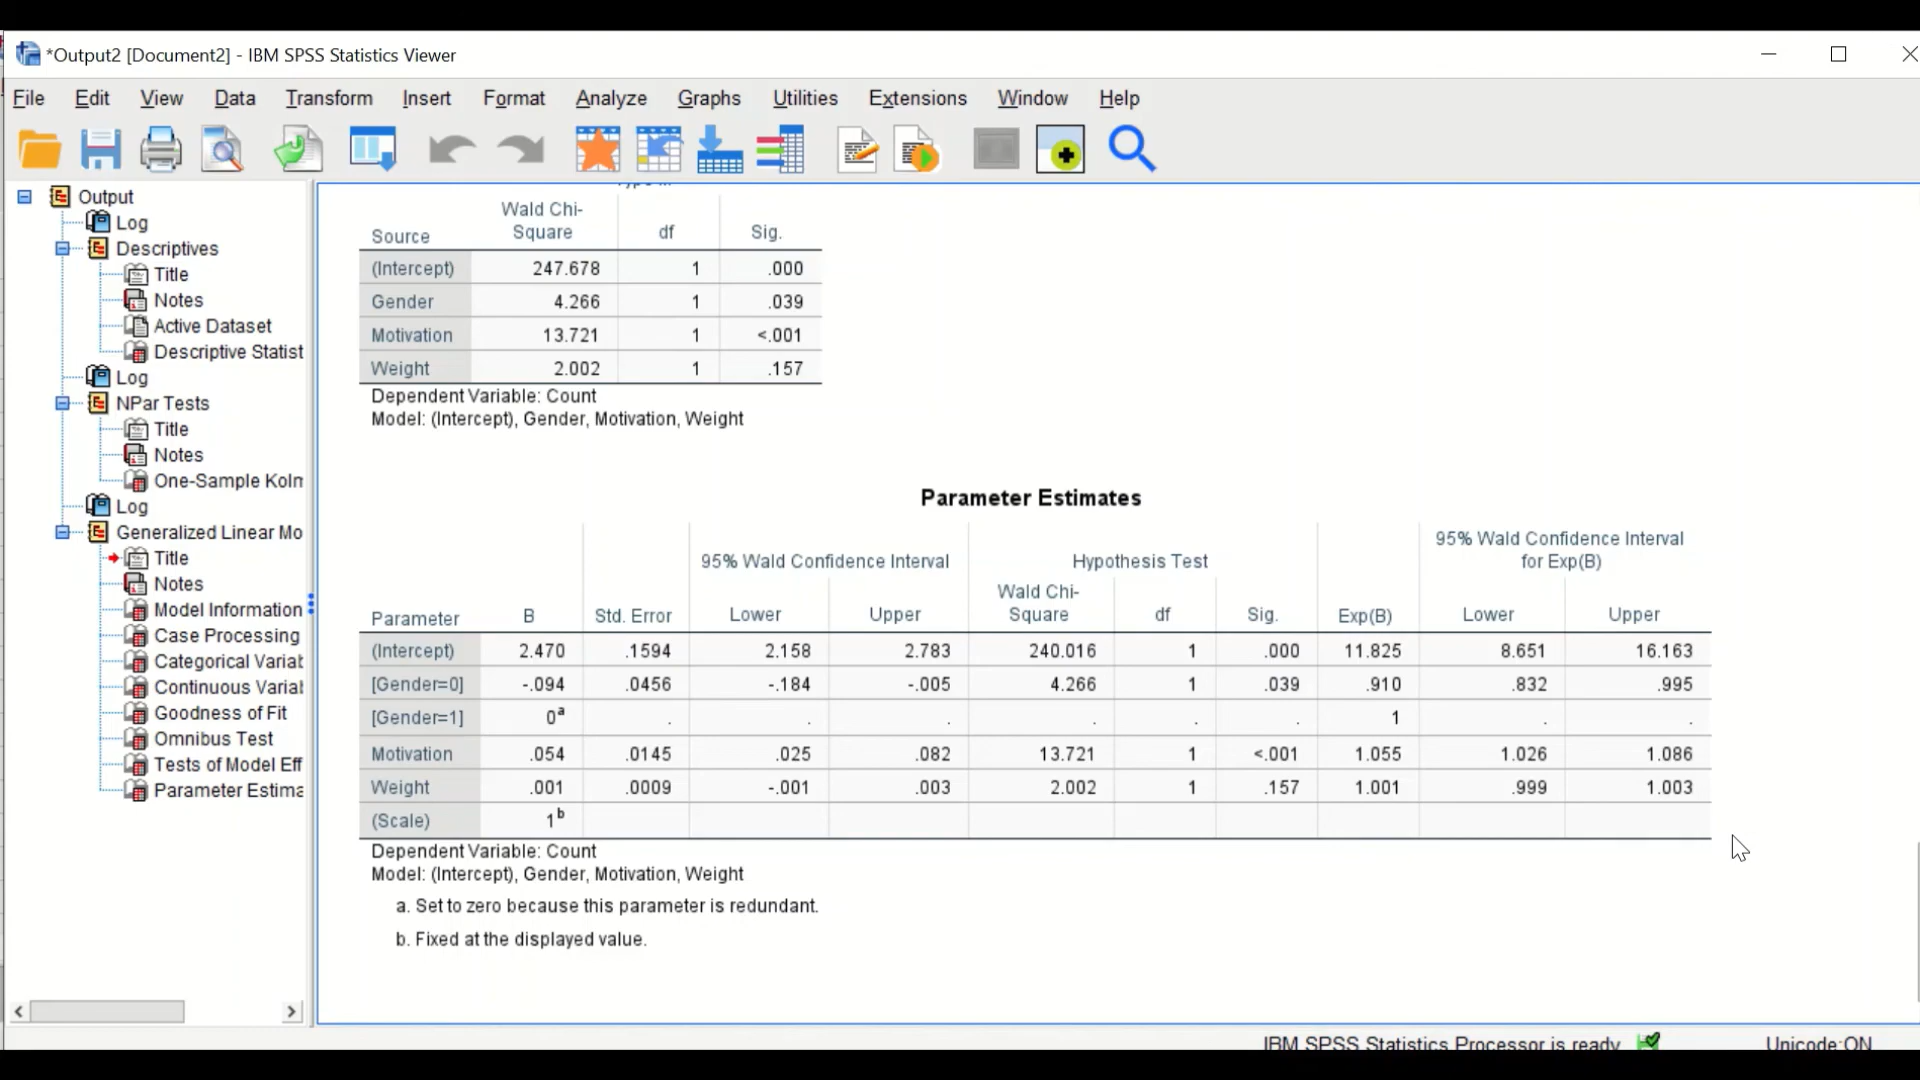 *Output2 [Document2] - IBM SPSS Statistics Viewer
File Edit View Data Transform Insert Format Analyze Graphs Utilities Extensions Window Help
Output
Log
Descriptives
Title
Notes
Active Dataset
Descriptive Statist
Log
NPar Tests
Title
Notes
One-Sample Koln
Log
Generalized Linear Mo
Title
Notes
Model Information
Case Processing
Categorical Variab
Continuous Varial
Goodness of Fit
Omnibus Test
Tests of Model Eff
Parameter Estima
Source Wald Chi-Square df Sig.
(Intercept) 247.678 1 .000
Gender 4.266 1 .039
Motivation 13.721 1 <.001
Weight 2.002 1 .157
Dependent Variable: Count
Model: (Intercept), Gender, Motivation, Weight
Parameter Estimates
95% Wald Confidence Interval Hypothesis Test 95% Wald Confidence Interval for Exp(B)
Parameter B Std. Error Lower Upper Wald Chi-Square df Sig. Exp(B) Lower Upper
(Intercept) 2.470 .1594 2.158 2.783 240.016 1 .000 11.825 8.651 16.163
[Gender=0] -.094 .0456 -.184 -.005 4.266 1 .039 .910 .832 .995
[Gender=1] 0a . . . . . . 1 . .
Motivation .054 .0145 .025 .082 13.721 1 <.001 1.055 1.026 1.086
Weight .001 .0009 -.001 .003 2.002 1 .157 1.001 .999 1.003
(Scale) 1b
Dependent Variable: Count
Model: (Intercept), Gender, Motivation, Weight
a. Set to zero because this parameter is redundant.
b. Fixed at the displayed value.
IBM SPSS Statistics Processor is ready Unicode:ON